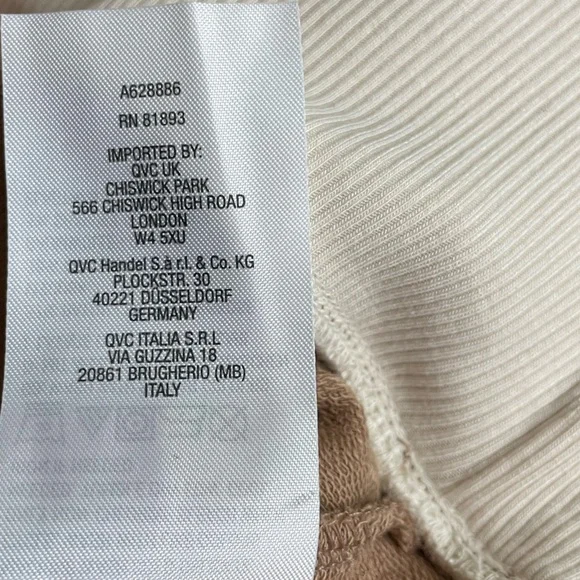 A628886
RN 81893
IMPORTED BY:
QVC UK
CHISWICK PARK
566 CHISWICK HIGH ROAD
LONDON
W4 5XU
QVC Handel S.à r.l. & Co. KG
PLOCKSTR. 30
40221 DÜSSELDORF
GERMANY
QVC ITALIA S.R.L
VIA GUZZINA 18
20861 BRUGHERIO (MB)
ITALY